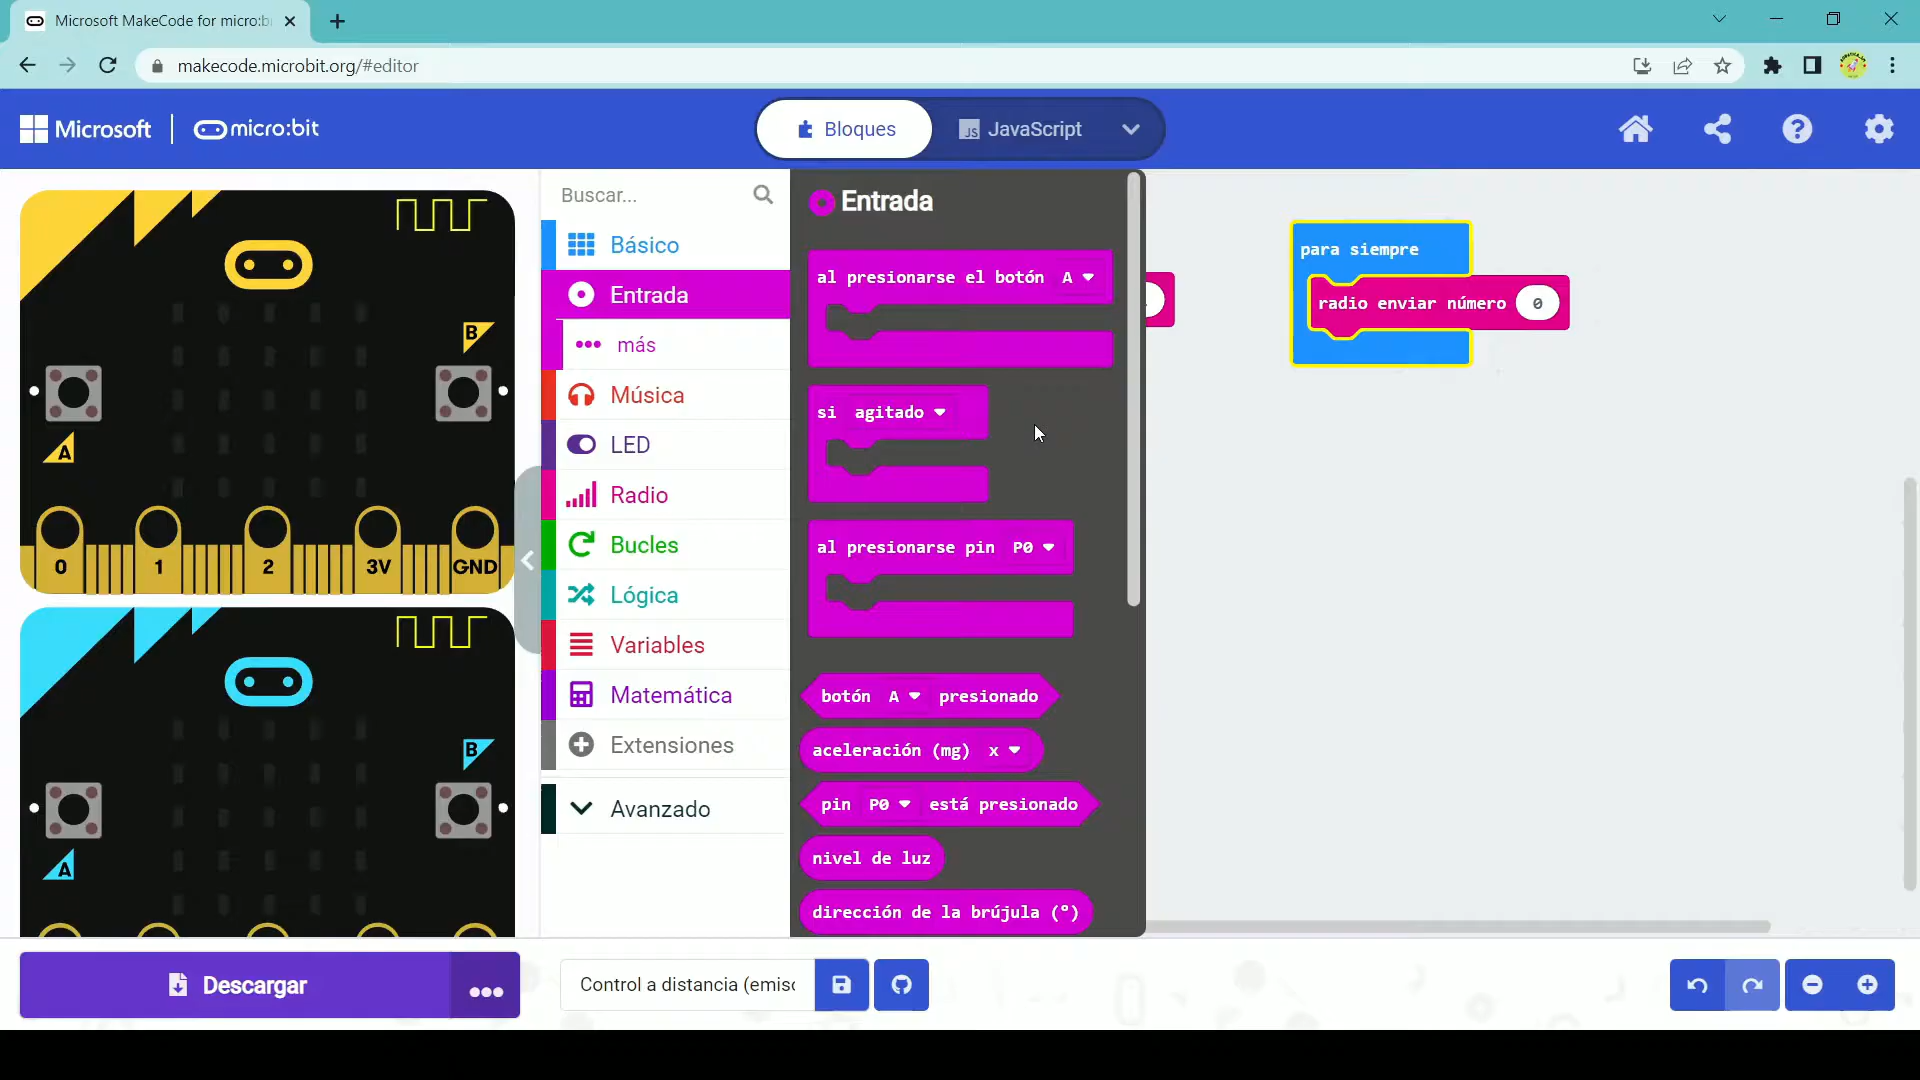 Microsoft MakeCode for micro:b
makecode.microbit.org/#editor
Microsoft
micro:bit
Bloques
JS JavaScript
Buscar...
Básico
Entrada
más
Música
LED
Radio
Bucles
Lógica
Variables
Matemática
Extensiones
Avanzado
Entrada
al presionarse el botón A
si agitado
al presionarse pin P0
botón A presionado
aceleración (mg) x
pin P0 está presionado
nivel de luz
dirección de la brújula (°)
para siempre
radio enviar número 0
B
A
0 1 2 3V GND
B
A
Descargar
Control a distancia (emiso